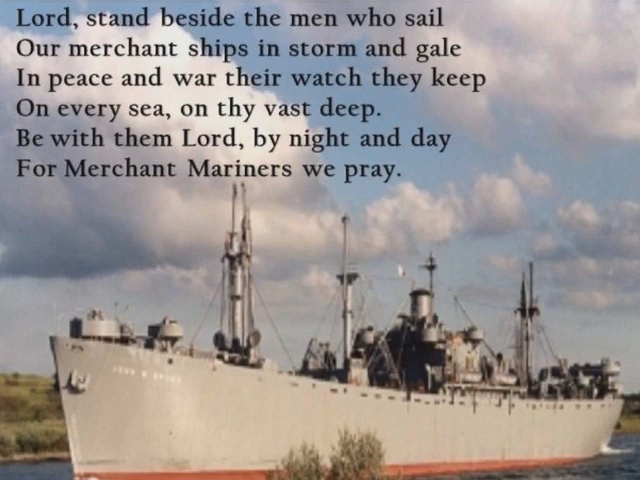 Lord, stand beside the men who sail
Our merchant ships in storm and gale
In peace and war their watch they keep
On every sea, on thy vast deep.
Be with them Lord, by night and day
For Merchant Mariners we pray.
JOHN W BROWN